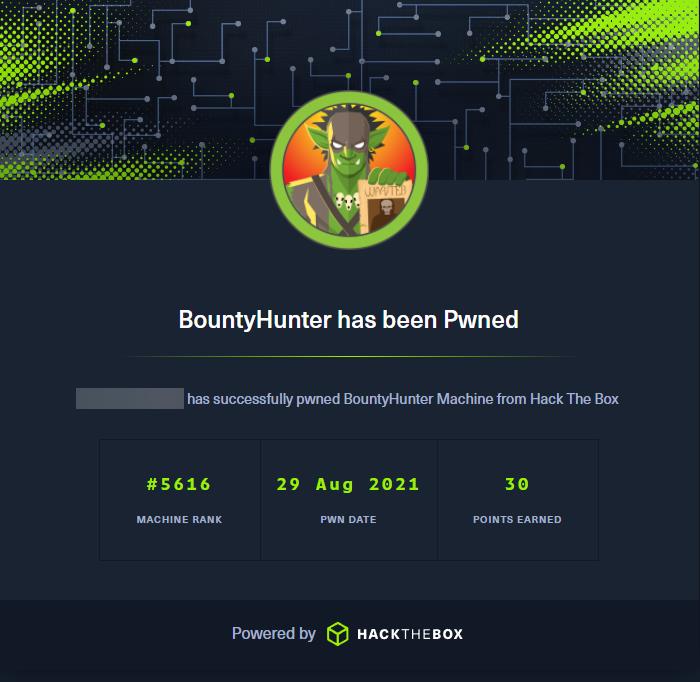 WANTED
BountyHunter has been Pwned
has successfully pwned BountyHunter Machine from Hack The Box
#5616 29 Aug 2021 30
MACHINE RANK PWN DATE POINTS EARNED
Powered by HACKTHEBOX